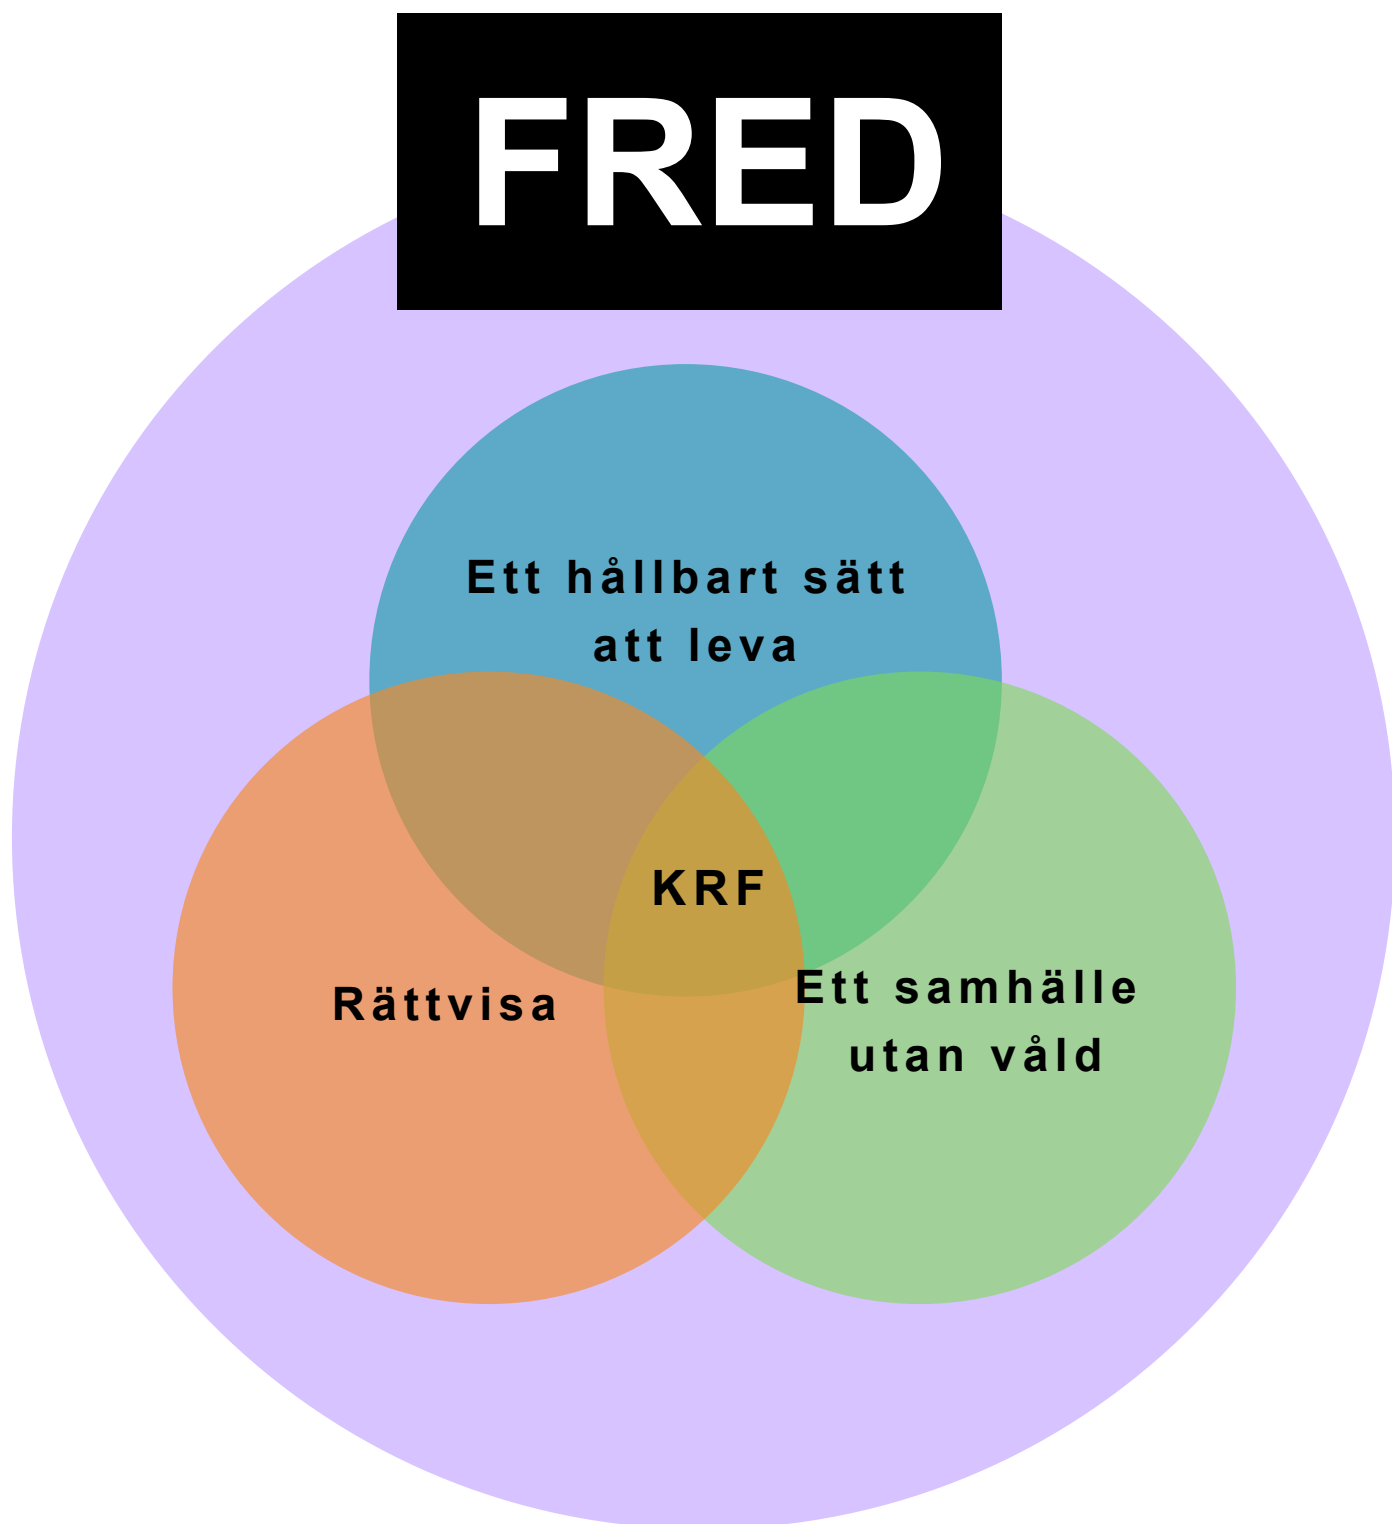 FRED
Ett hållbart sätt
att leva
KRF
Rättvisa
Ett samhälle
utan våld